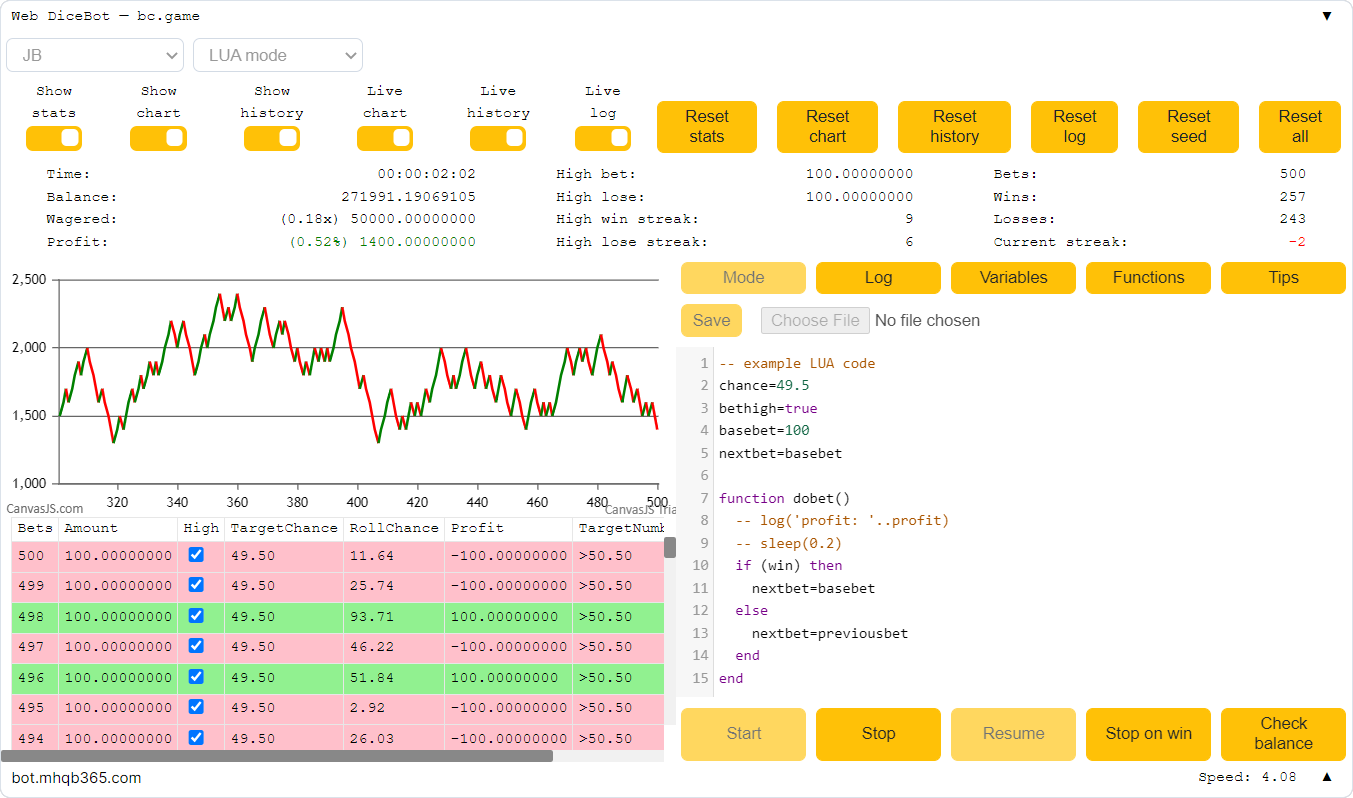 Web DiceBot — bc.game ▼
JB LUA mode
Show stats Show chart Show history Live chart Live history Live log Reset stats Reset chart Reset history Reset log Reset seed Reset all
Time: 00:00:02:02 High bet: 100.00000000 Bets: 500
Balance: 271991.19069105 High lose: 100.00000000 Wins: 257
Wagered: (0.18x) 50000.00000000 High win streak: 9 Losses: 243
Profit: (0.52%) 1400.00000000 High lose streak: 6 Current streak: -2
2,500
2,000
1,500
1,000
320 340 360 380 400 420 440 460 480 500
CanvasJS.com CanvasJS Tria
Bets Amount High TargetChance RollChance Profit TargetNumb
500 100.00000000 49.50 11.64 -100.00000000 >50.50
499 100.00000000 49.50 25.74 -100.00000000 >50.50
498 100.00000000 49.50 93.71 100.00000000 >50.50
497 100.00000000 49.50 46.22 -100.00000000 >50.50
496 100.00000000 49.50 51.84 100.00000000 >50.50
495 100.00000000 49.50 2.92 -100.00000000 >50.50
494 100.00000000 49.50 26.03 -100.00000000 >50.50
Mode Log Variables Functions Tips
Save Choose File No file chosen
1 -- example LUA code
2 chance=49.5
3 bethigh=true
4 basebet=100
5 nextbet=basebet
6
7 function dobet()
8 -- log('profit: '..profit)
9 -- sleep(0.2)
10 if (win) then
11 nextbet=basebet
12 else
13 nextbet=previousbet
14 end
15 end
Start Stop Resume Stop on win Check balance
bot.mhqb365.com Speed: 4.08 ▲